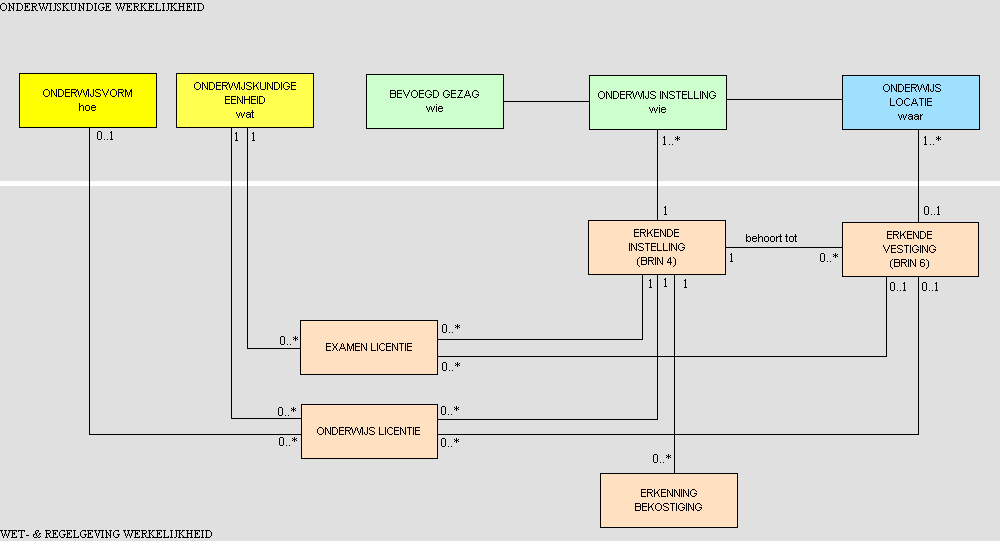 ONDERWIJSKUNDIGE WERKELIJKHEID
ONDERWIJSVORM
hoe
ONDERWIJSKUNDIGE
EENHEID
wat
BEVOEGD GEZAG
wie
ONDERWIJS INSTELLING
wie
ONDERWIJS
LOCATIE
waar
0..1
1
1
1..*
1..*
1
0..1
ERKENDE
INSTELLING
(BRIN 4)
behoort tot
1
0..*
ERKENDE
VESTIGING
(BRIN 6)
1
1
1
0..1
0..1
0..*
EXAMEN LICENTIE
0..*
0..*
0..*
0..*
ONDERWIJS LICENTIE
0..*
0..*
0..*
ERKENNING
BEKOSTIGING
WET- & REGELGEVING WERKELIJKHEID